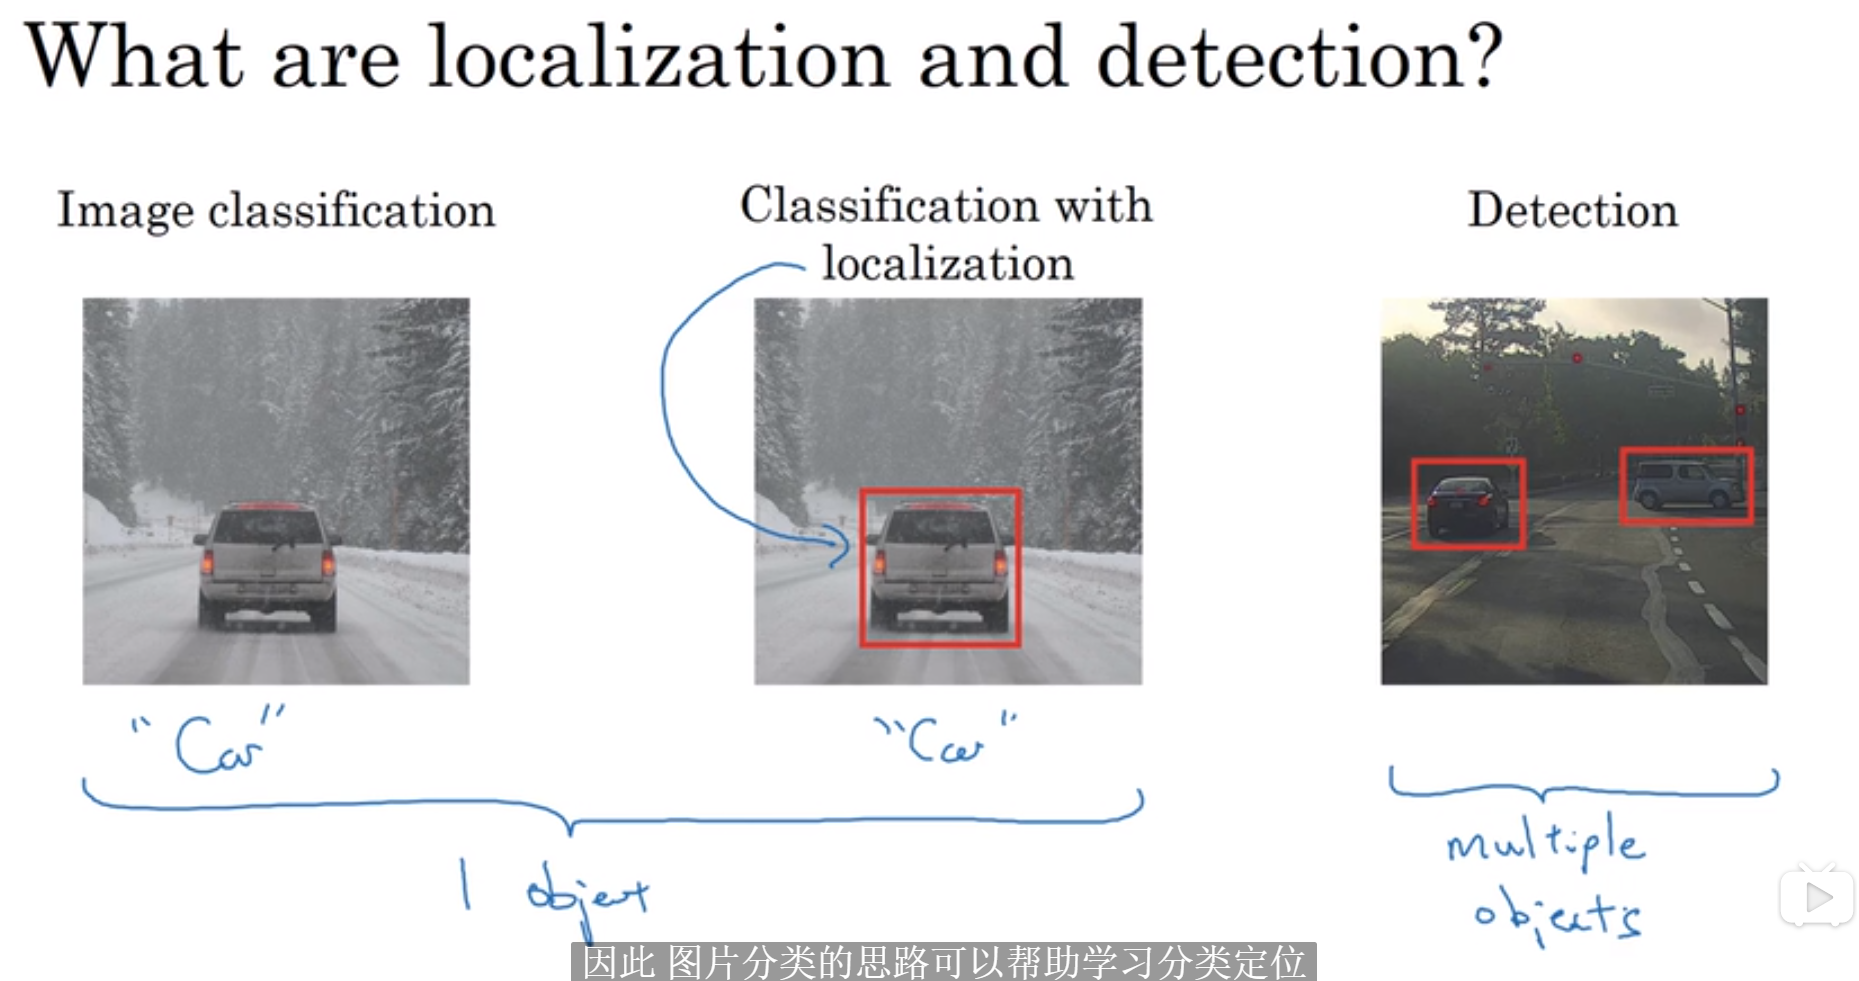 What are localization and detection?
Image classification
Classification with
localization
Detection
"Car"
"Car"
1 object
multiple
objects
因此 图片分类的思路可以帮助学习分类定位